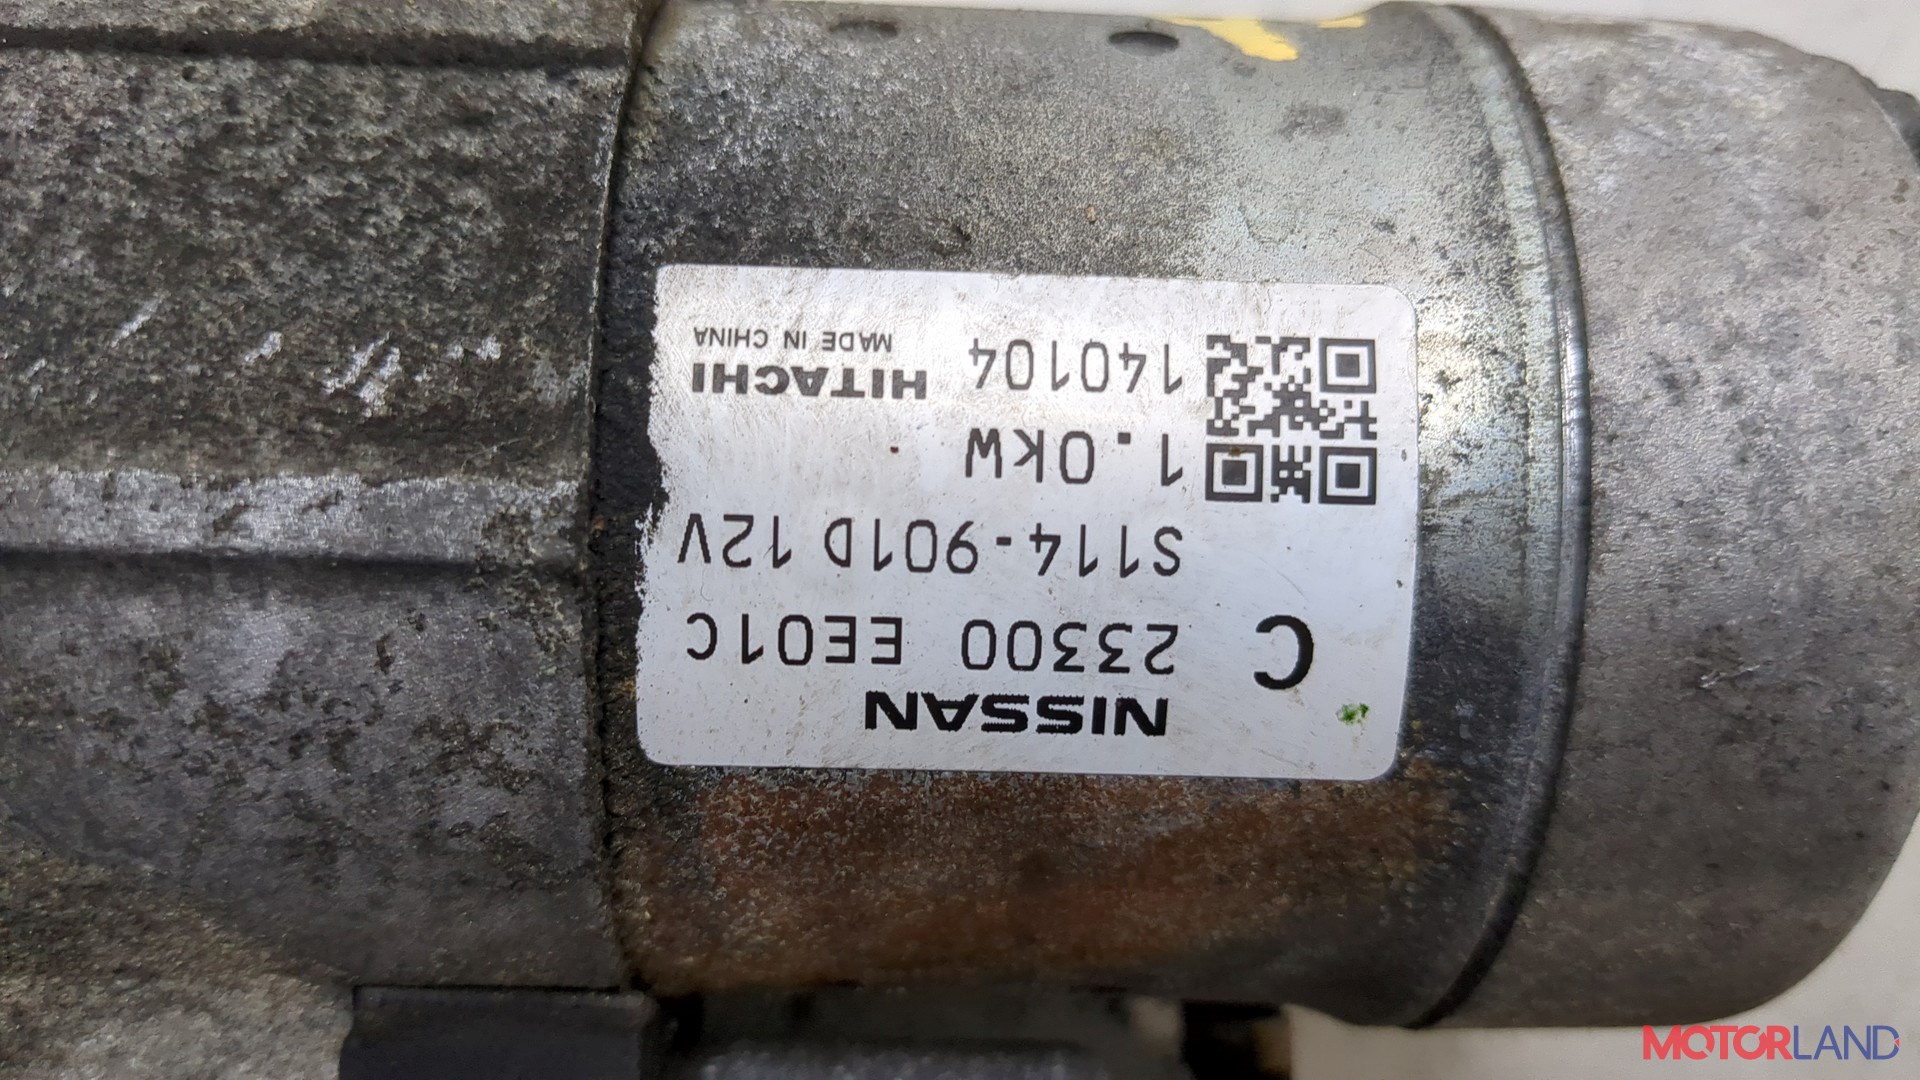 NISSAN
C 23300 EE01C
S114-901D 12V
1.0kW
140104 HITACHI
MADE IN CHINA
MOTORLAND